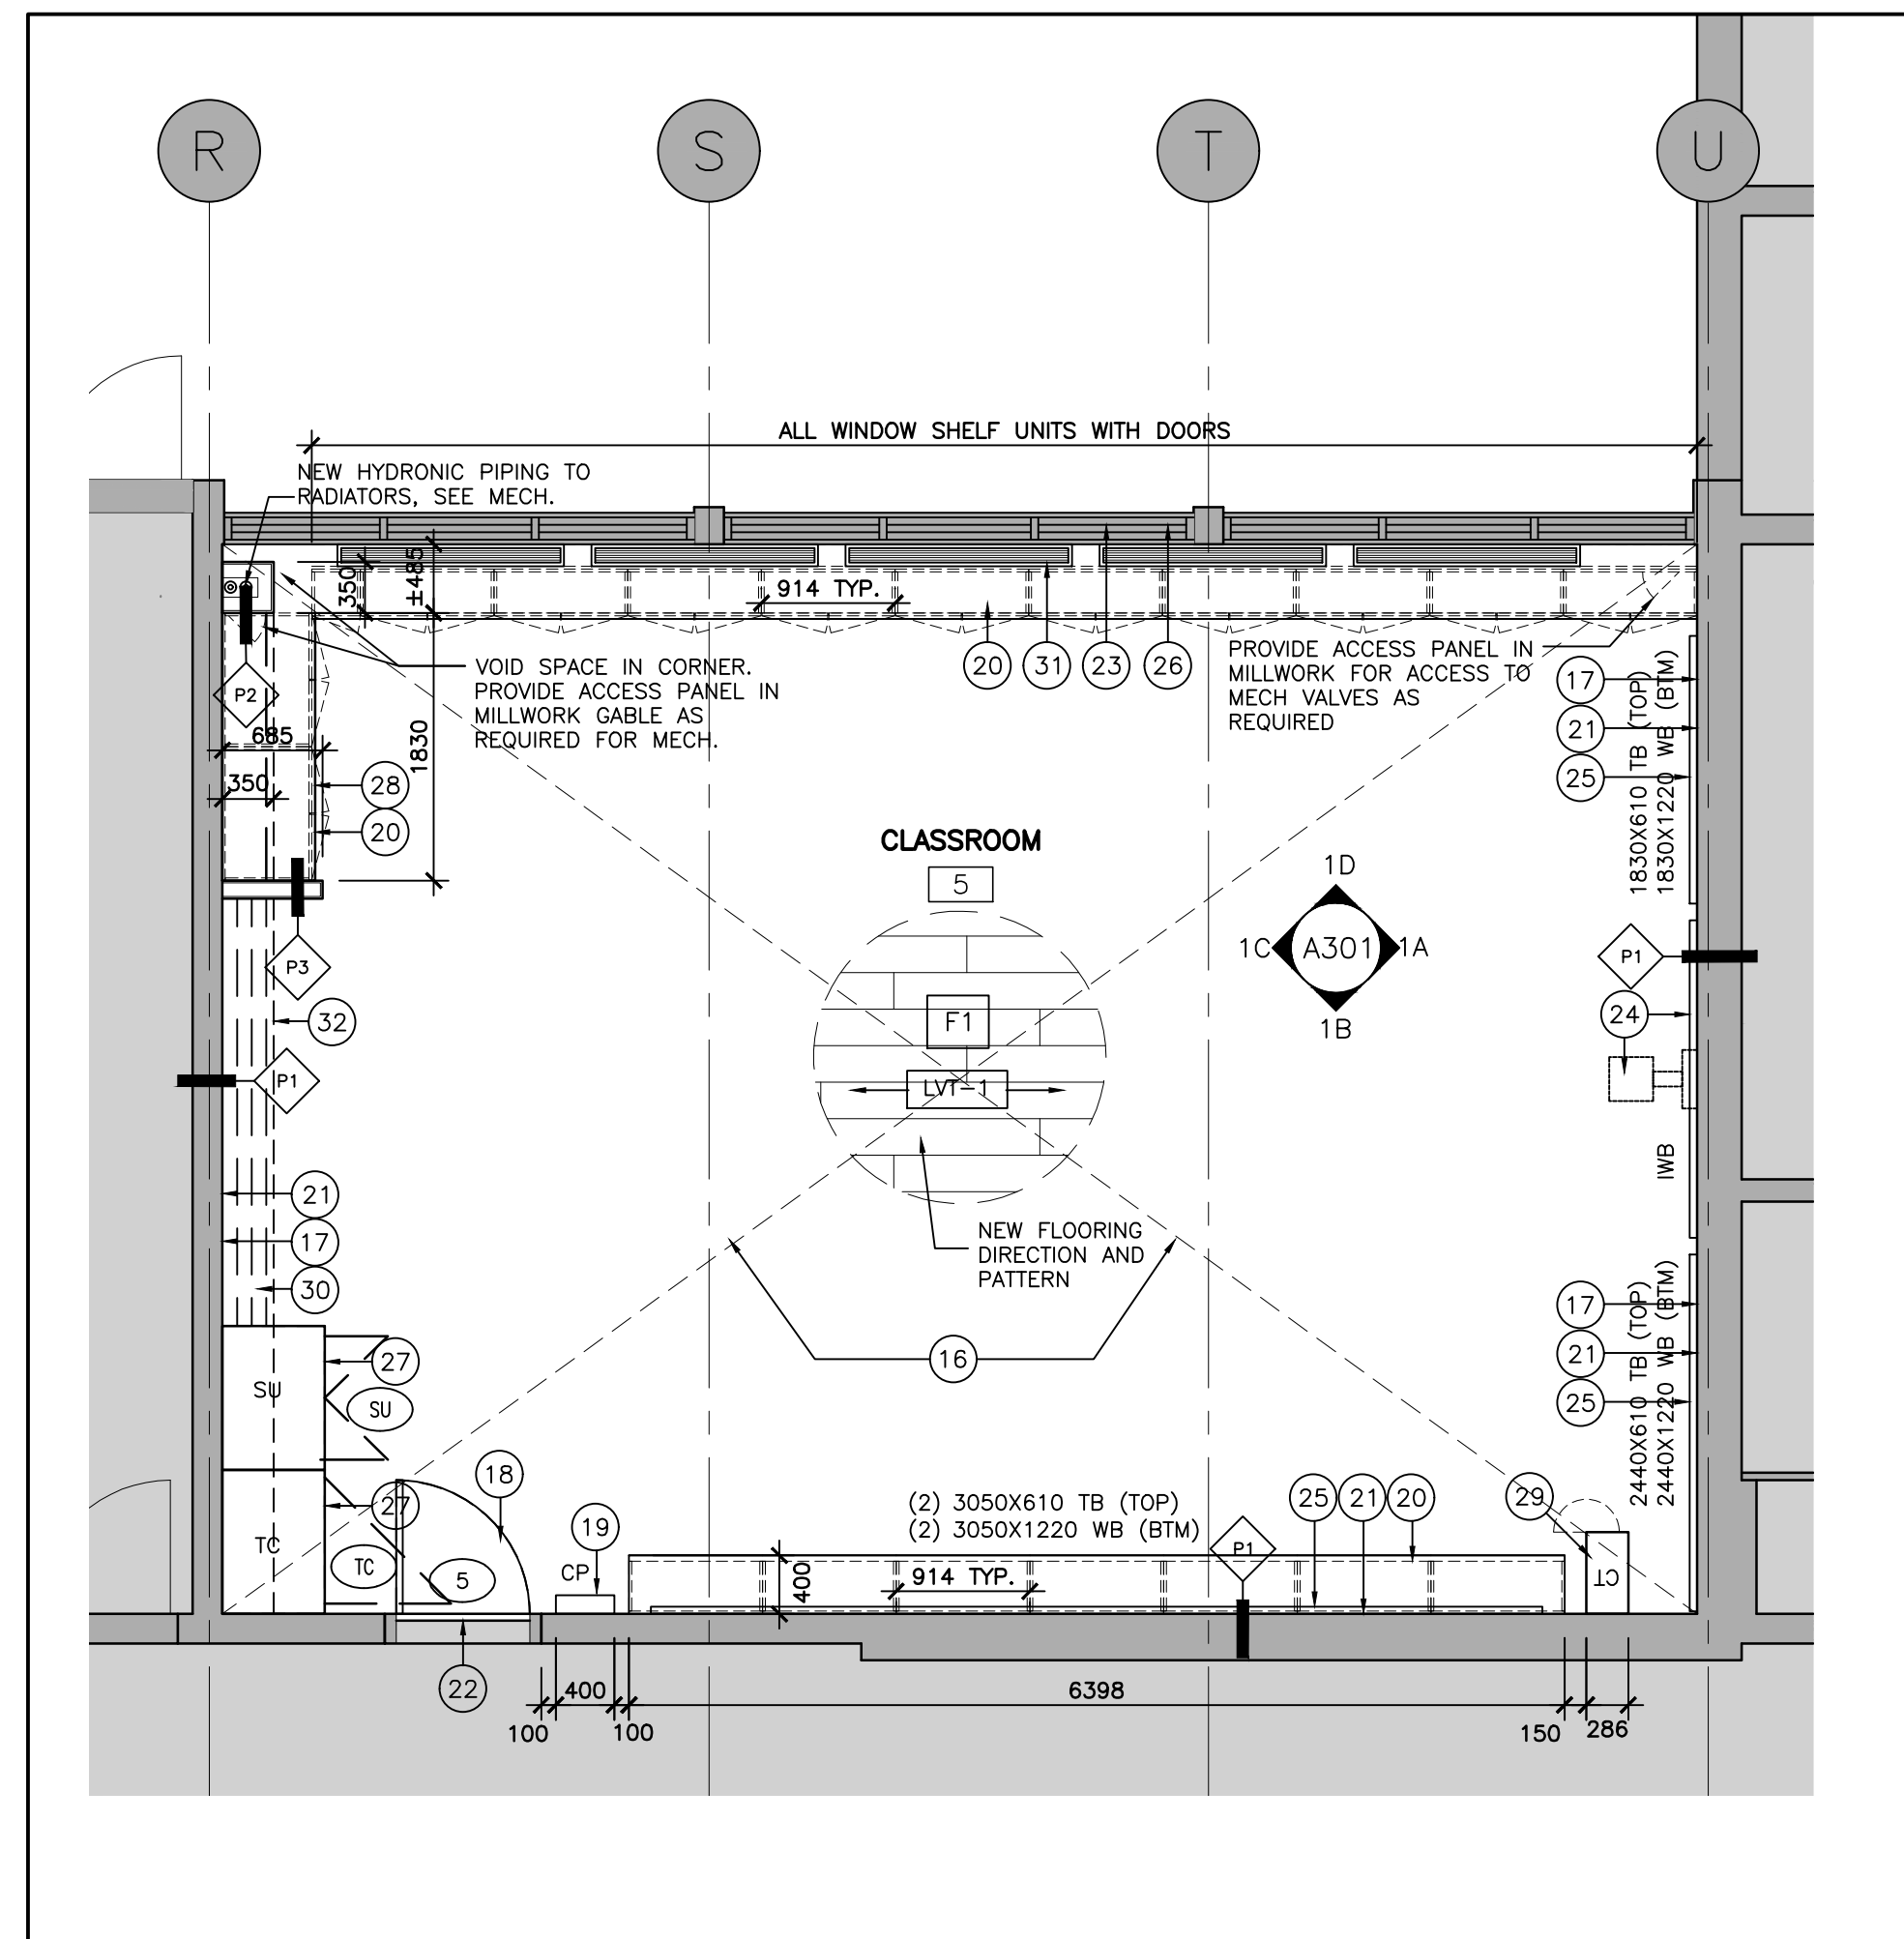 R
S
T
U
ALL WINDOW SHELF UNITS WITH DOORS
NEW HYDRONIC PIPING TO
RADIATORS, SEE MECH.
350
±485
914 TYP.
20
31
23
26
P2
VOID SPACE IN CORNER.
PROVIDE ACCESS PANEL IN
MILLWORK GABLE AS
REQUIRED FOR MECH.
PROVIDE ACCESS PANEL IN
MILLWORK FOR ACCESS TO
MECH VALVES AS
REQUIRED
17
21
25
1830X610 TB (TOP)
1830X1220 WB (BTM)
685
350
1830
28
20
CLASSROOM
5
1D
1C
A301
1A
1B
P3
32
P1
F1
LVT-1
P1
24
IWB
21
17
30
NEW FLOORING
DIRECTION AND
PATTERN
16
17
21
25
2440X610 TB (TOP)
2440X1220 WB (BTM)
SU
27
SU
TC
27
TC
5
18
19
CP
(2) 3050X610 TB (TOP)
(2) 3050X1220 WB (BTM)
25
21
20
29
P1
400
914 TYP.
CT
22
100
400
100
6398
150
286